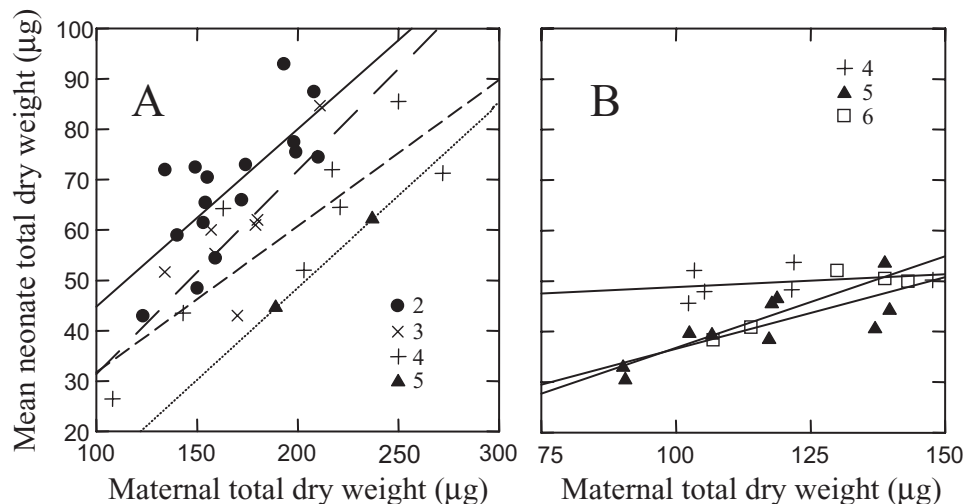 Mean neonate total dry weight (μg)
100
90
80
70
60
50
40
30
20
A
2
3
4
5
100 150 200 250 300
Maternal total dry weight (μg)
B
4
5
6
75 100 125 150
Maternal total dry weight (μg)